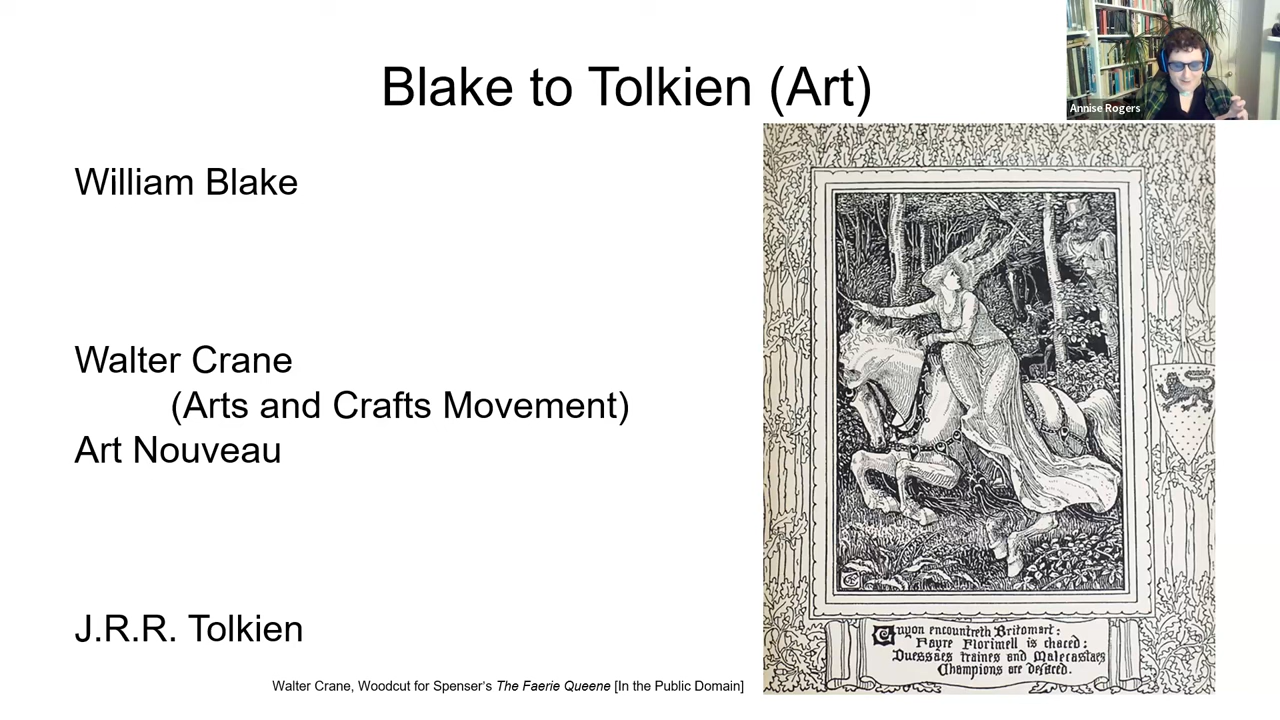 Blake to Tolkien (Art)
Annise Rogers
William Blake
Walter Crane
(Arts and Crafts Movement)
Art Nouveau
J.R.R. Tolkien
Guyon encountreth Britomart:
Fayre Florimell is chaced:
Duessaes traines and Malecastaes
Champions are defaced.
Walter Crane, Woodcut for Spenser's The Faerie Queene [In the Public Domain]